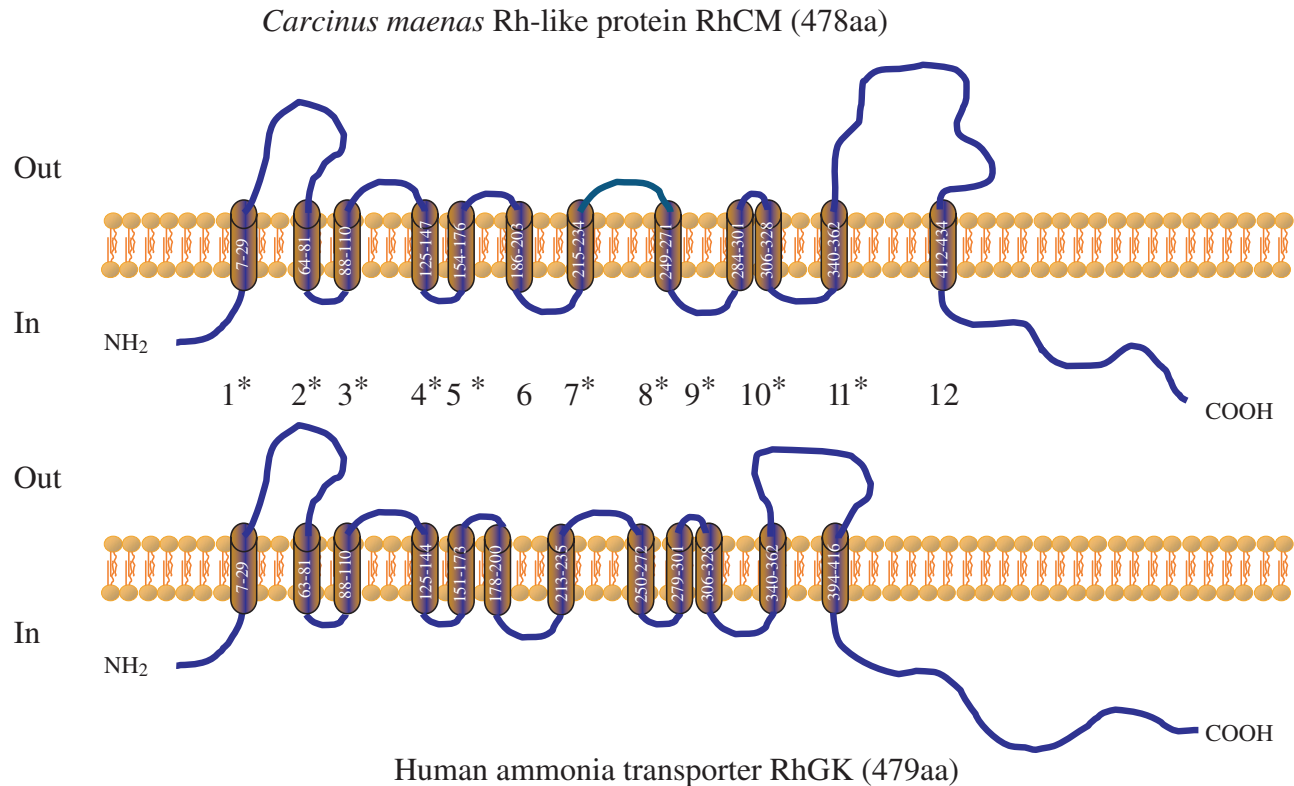 Carcinus maenas Rh-like protein RhCM (478aa)
Out
7-29 64-81 88-110 125-147 154-176 186-203 215-234 249-271 284-301 306-328 340-362 412-434
In
NH2
COOH
1* 2* 3* 4* 5* 6 7* 8* 9* 10* 11* 12
Out
7-29 63-81 88-110 125-144 151-173 178-200 213-235 250-272 279-301 306-328 340-362 394-416
In
NH2
COOH
Human ammonia transporter RhGK (479aa)